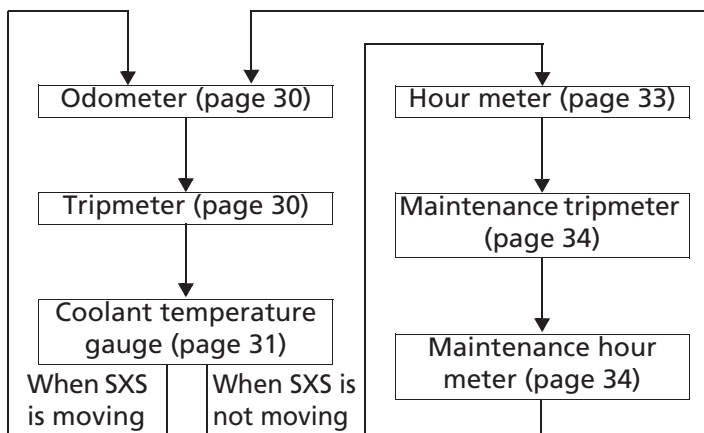 Odometer (page 30)
Tripmeter (page 30)
Coolant temperature
gauge (page 31)
When SXS
is moving
When SXS is
not moving
Hour meter (page 33)
Maintenance tripmeter
(page 34)
Maintenance hour
meter (page 34)